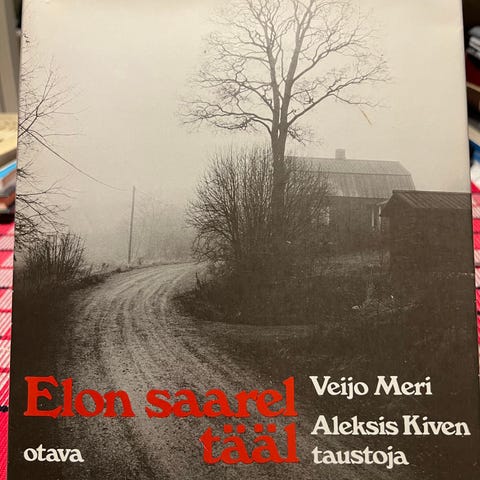 Elon saarel
tääl
Veijo Meri
Aleksis Kiven
taustoja
otava